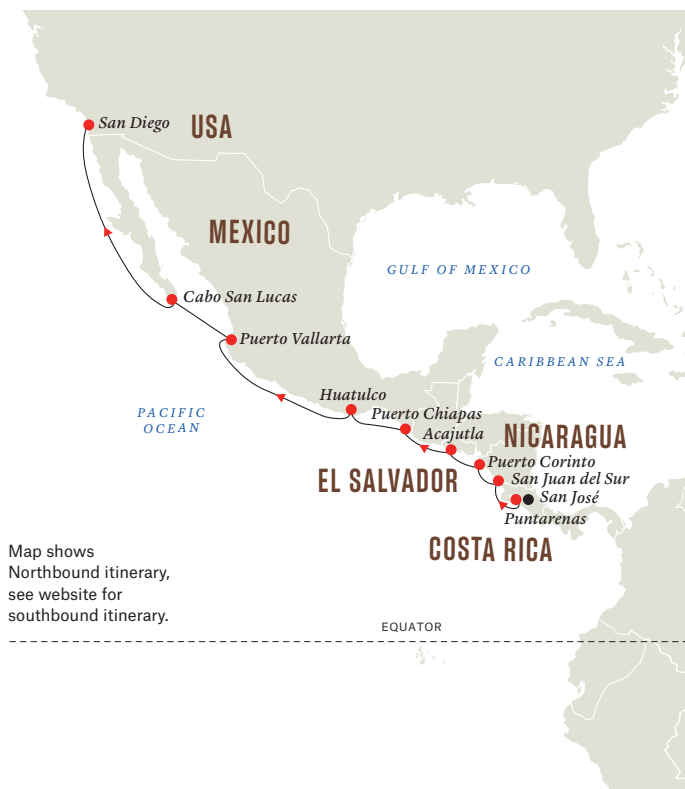 San Diego
USA
MEXICO
GULF OF MEXICO
Cabo San Lucas
Puerto Vallarta
CARIBBEAN SEA
Huatulco
PACIFIC
OCEAN
Puerto Chiapas
Acajutla
NICARAGUA
Puerto Corinto
EL SALVADOR
San Juan del Sur
San José
Puntarenas
COSTA RICA
Map shows
Northbound itinerary,
see website for
southbound itinerary.
EQUATOR